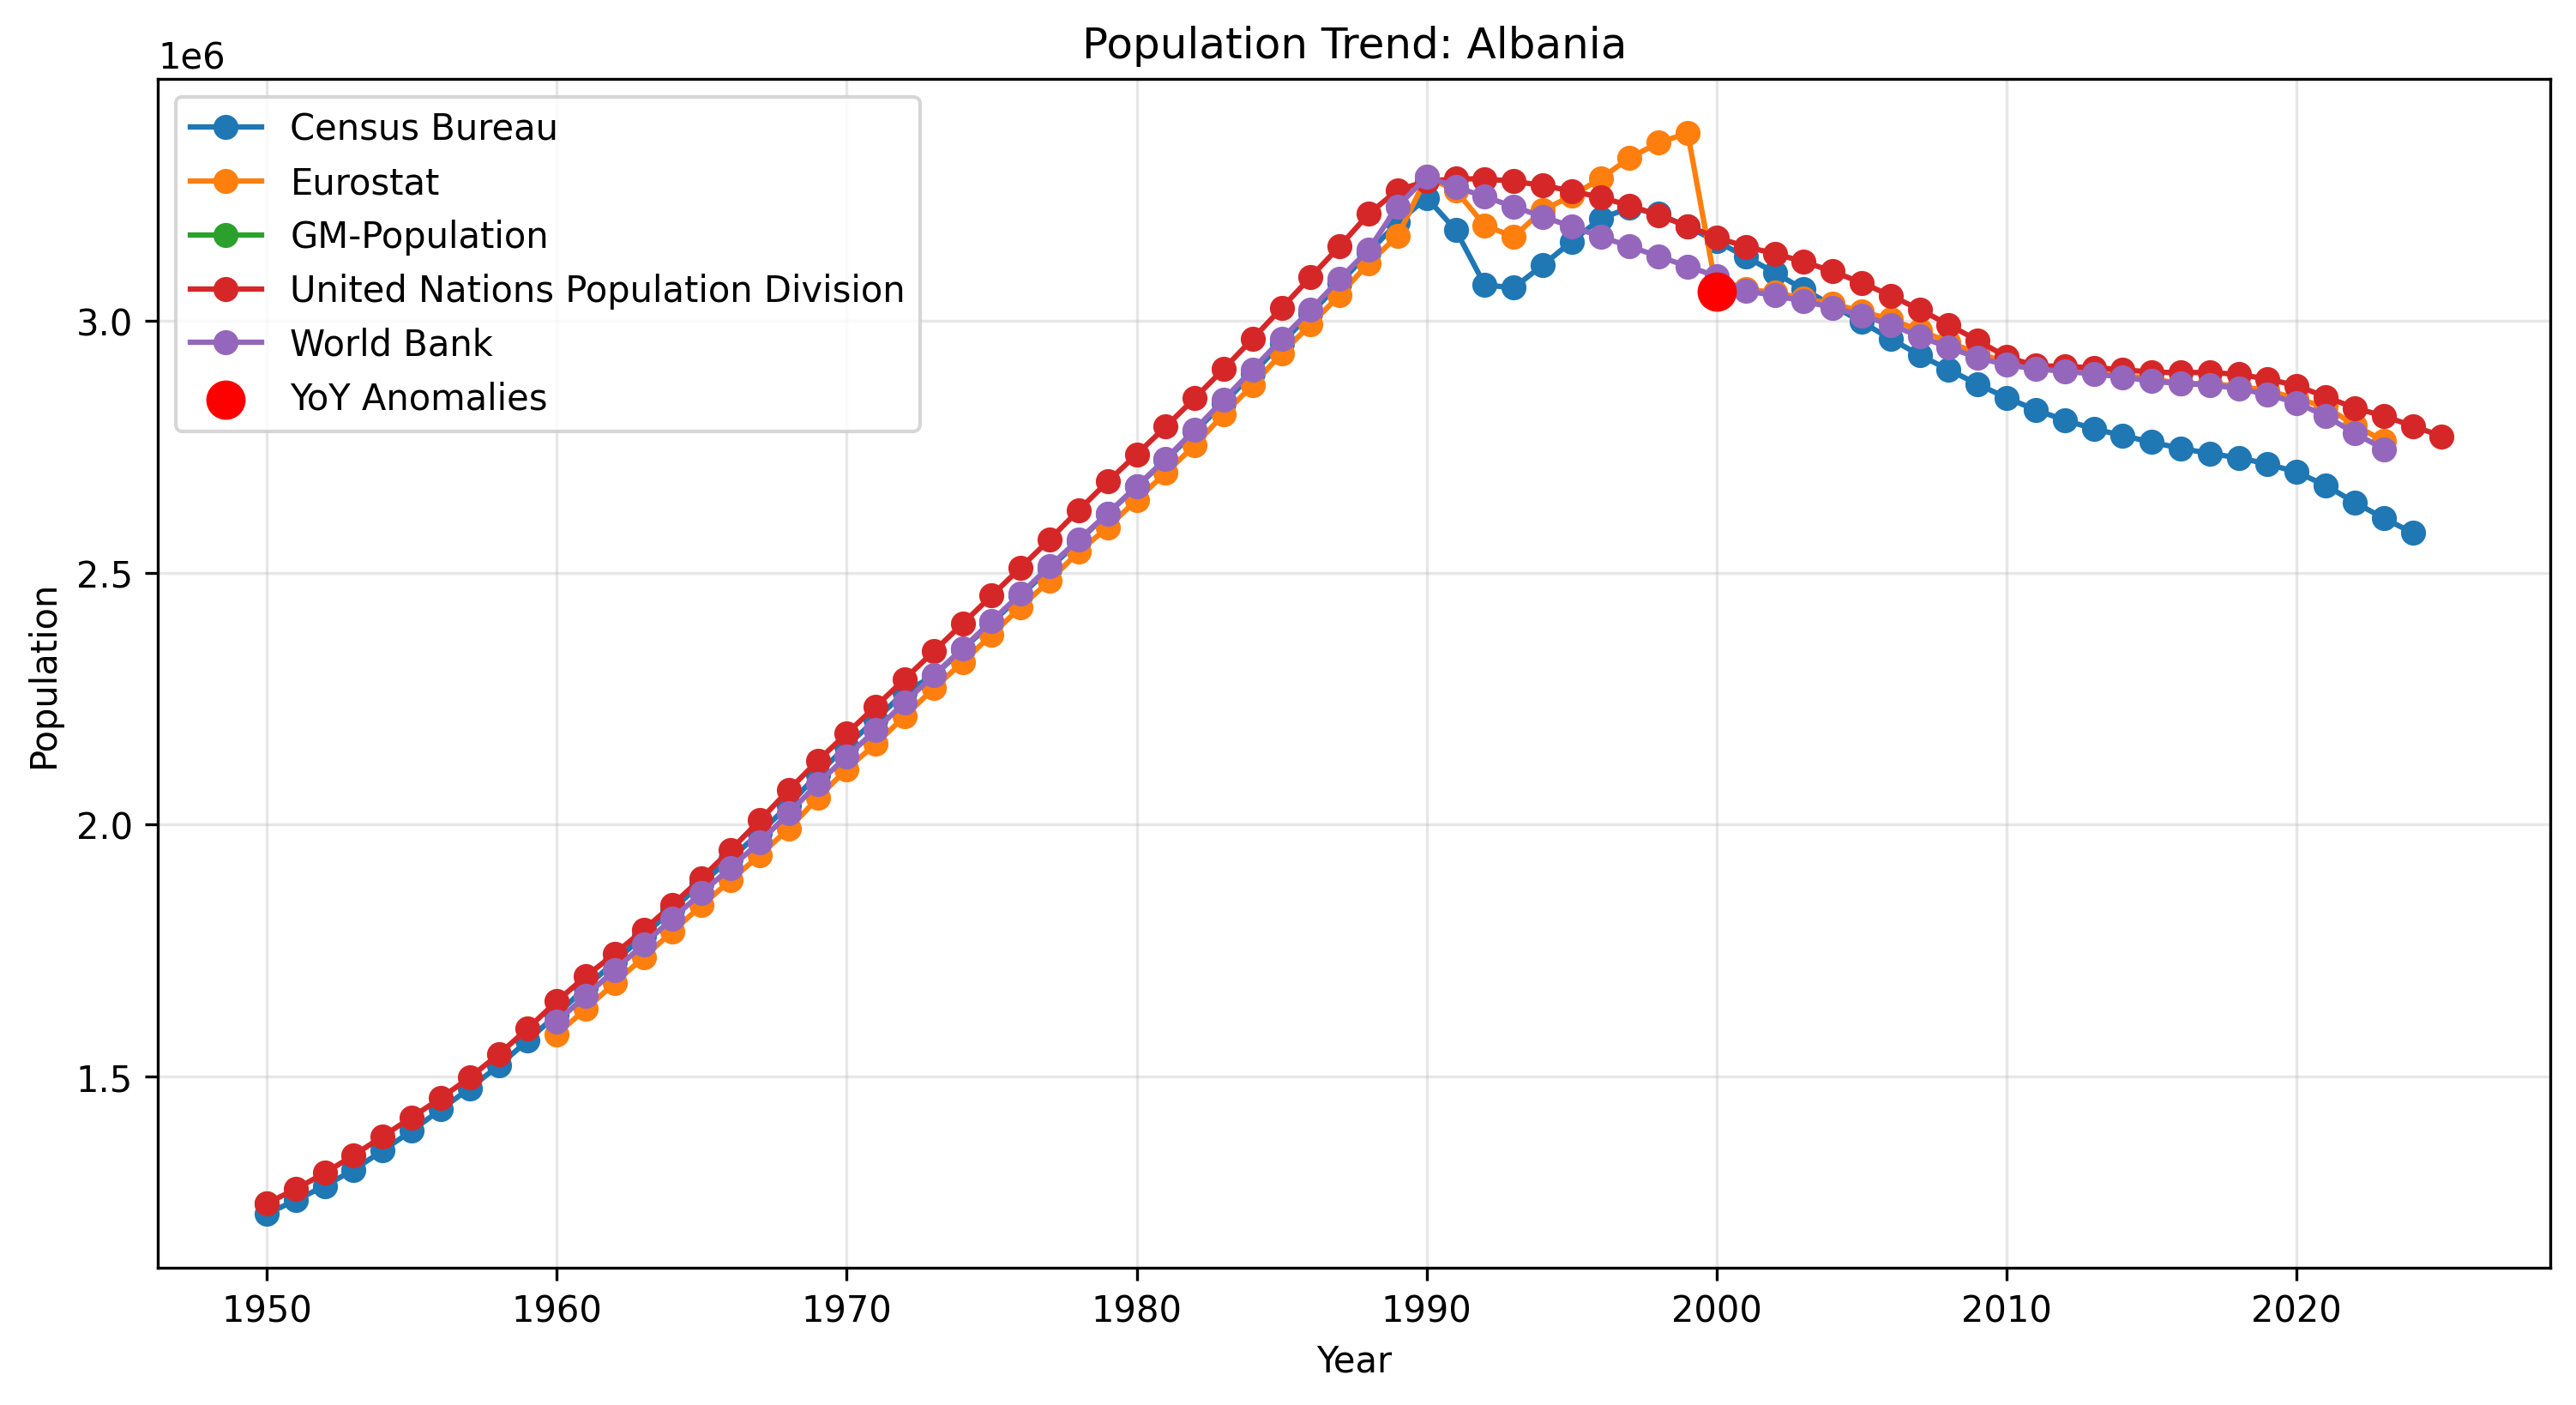 Population Trend: Albania
1e6
Census Bureau
Eurostat
GM-Population
United Nations Population Division
World Bank
YoY Anomalies
3.0
2.5
2.0
1.5
Population
1950 1960 1970 1980 1990 2000 2010 2020
Year